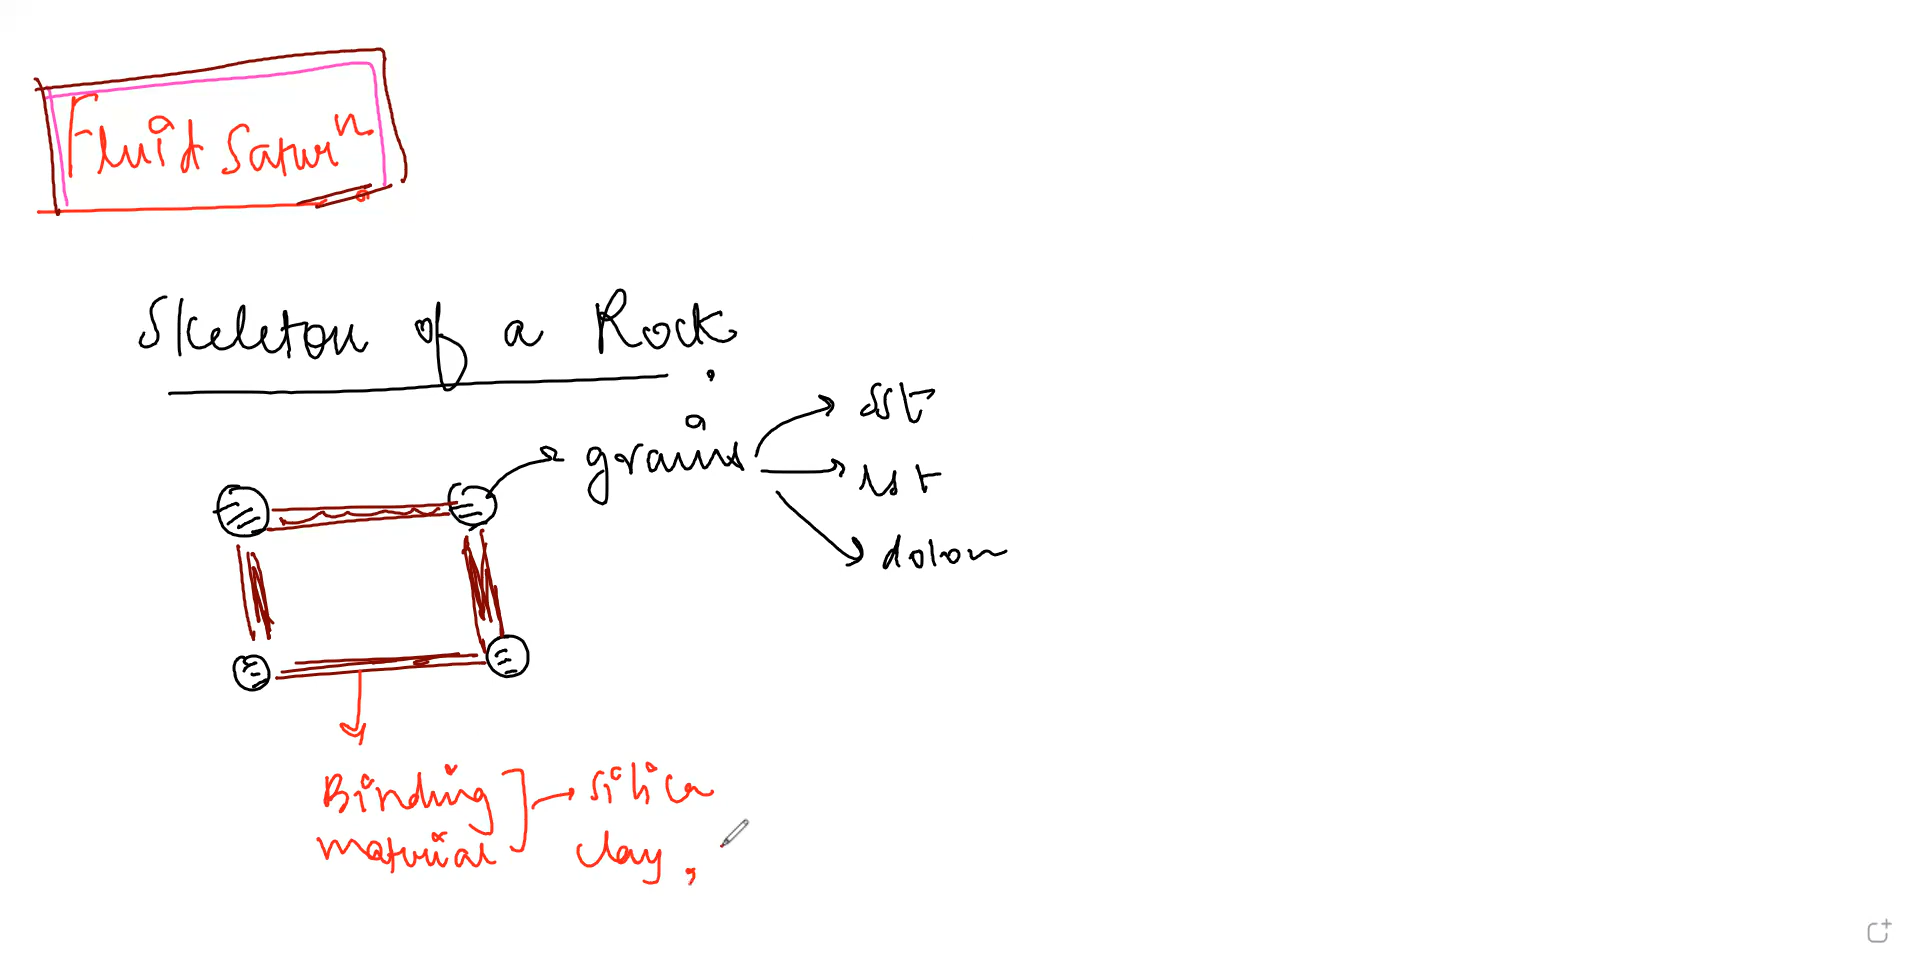 Fluid Saturⁿ
Skeleton of a Rock
grains
sst
lst
dolom
Binding
material
silica
clay,